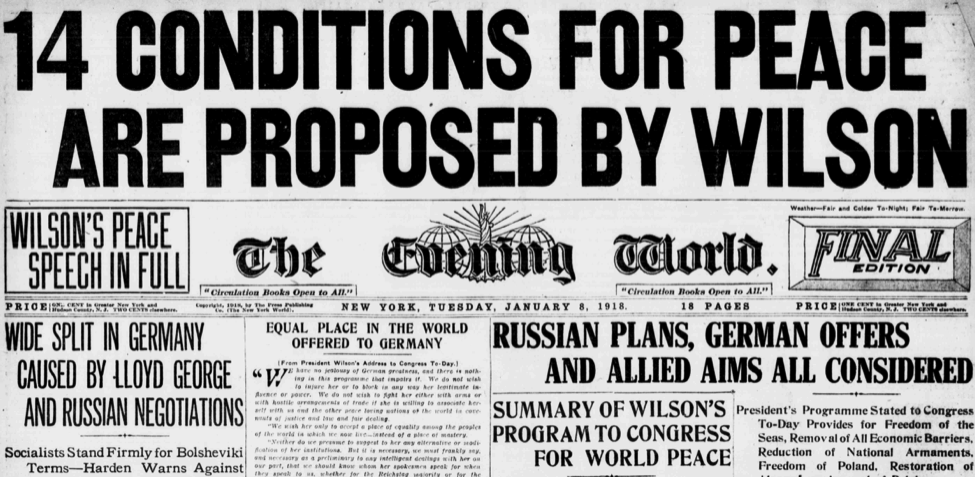 14 CONDITIONS FOR PEACE
ARE PROPOSED BY WILSON
WILSON'S PEACE
SPEECH IN FULL
The Evening World.
"Circulation Books Open to All."
"Circulation Books Open to All."
Weather—Fair and Colder To-Night; Fair To-Morrow.
FINAL
EDITION
PRICE ONE CENT in Greater New York and
Hudson County, N. J. TWO CENTS elsewhere.
Copyright, 1918, by The Press Publishing
Co. (The New York World).
NEW YORK, TUESDAY, JANUARY 8, 1918.
18 PAGES
PRICE ONE CENT in Greater New York and
Hudson County, N. J. TWO CENTS elsewhere.
WIDE SPLIT IN GERMANY
CAUSED BY LLOYD GEORGE
AND RUSSIAN NEGOTIATIONS
Socialists Stand Firmly for Bolsheviki
Terms—Harden Warns Against
EQUAL PLACE IN THE WORLD
OFFERED TO GERMANY
(From President Wilson's Address to Congress To-Day.)
"WE have no jealousy of German greatness, and there is noth-
ing in this programme that impairs it. We do not wish
to injure her or to block in any way her legitimate in-
fluence or power. We do not wish to fight her either with arms or
with hostile arrangements of trade if she is willing to associate her-
self with us and the other peace loving nations of the world in cove-
nants of justice and law and fair dealing.
"We wish her only to accept a place of equality among the peoples
of the world in which we now live—instead of a place of mastery.
"Neither do we presume to suggest to her any alternative or modi-
fication of her institutions. But it is necessary, we must frankly say,
and necessary as a preliminary to any intelligent dealings with her on
our part, that we should know whom her spokesmen speak for when
they speak to us, whether for the Reichstag majority or for the
RUSSIAN PLANS, GERMAN OFFERS
AND ALLIED AIMS ALL CONSIDERED
SUMMARY OF WILSON'S
PROGRAM TO CONGRESS
FOR WORLD PEACE
President's Programme Stated to Congress
To-Day Provides for Freedom of the
Seas, Removal of All Economic Barriers,
Reduction of National Armaments,
Freedom of Poland, Restoration of